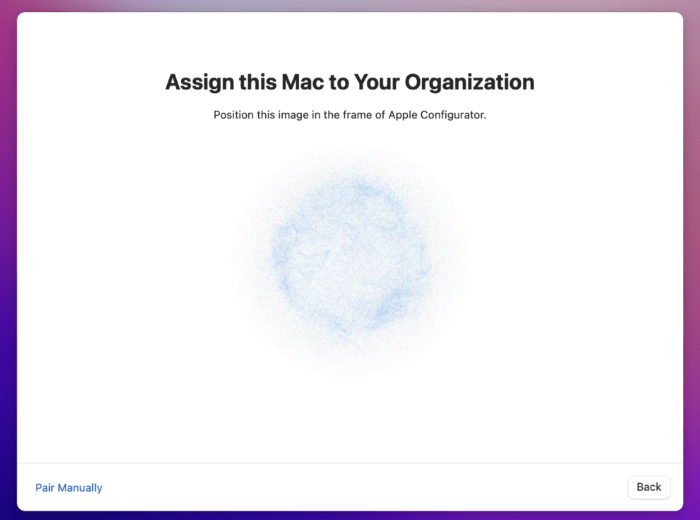 Assign this Mac to Your Organization
Position this image in the frame of Apple Configurator.
Pair Manually
Back